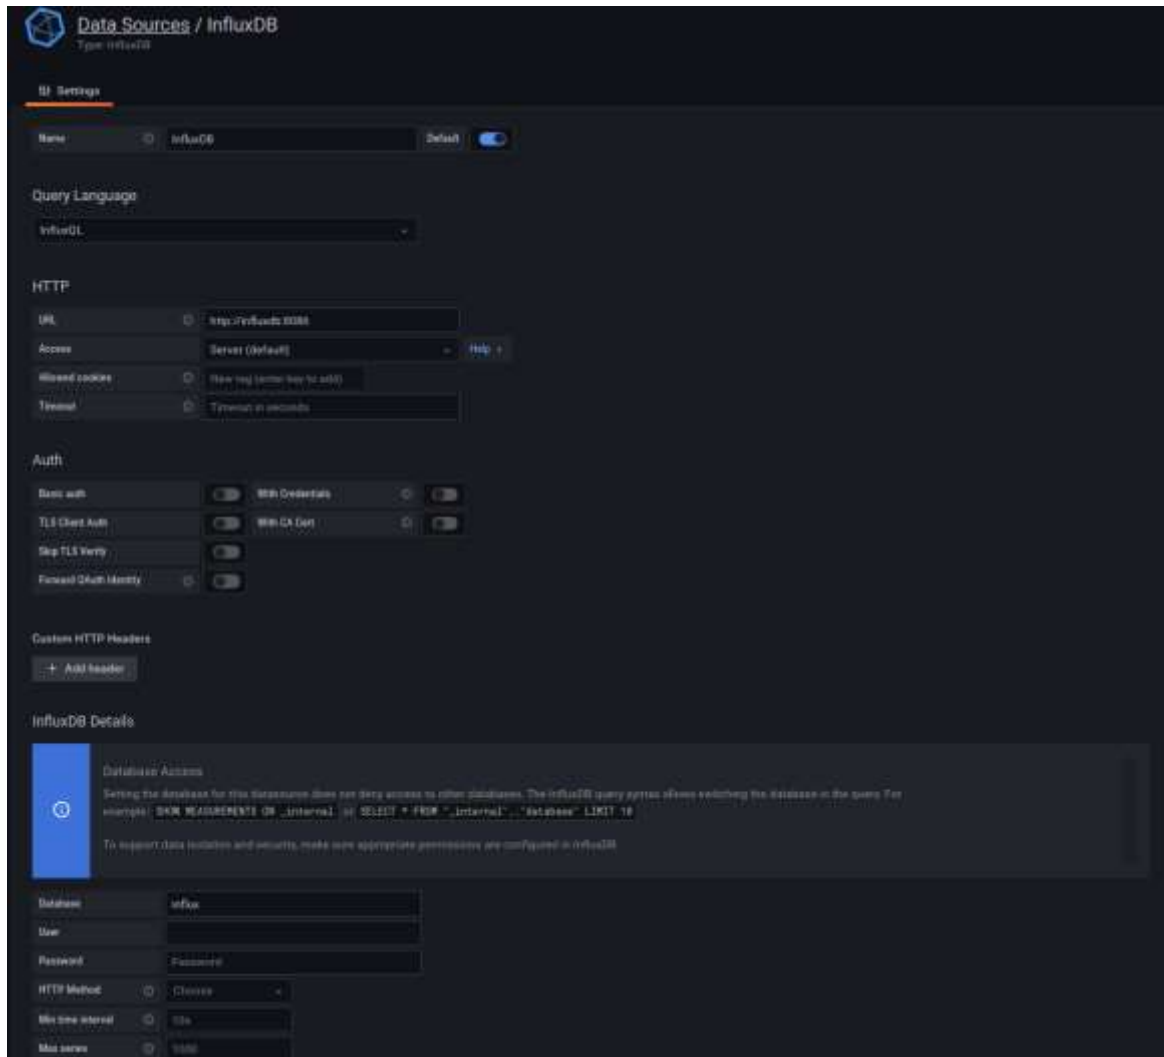 Data Sources / InfluxDB
Type: InfluxDB
Settings
Name InfluxDB Default
Query Language
InfluxQL
HTTP
URL http://influxdb:8086
Access Server (default) Help
Allowed cookies New tag (enter key to add)
Timeout Timeout in seconds
Auth
Basic auth With Credentials
TLS Client Auth With CA Cert
Skip TLS Verify
Forward OAuth Identity
Custom HTTP Headers
+ Add header
InfluxDB Details
Database Access
Setting the database for this datasource does not deny access to other databases. The InfluxDB query syntax allows switching the database in the query. For
example: SHOW MEASUREMENTS ON _internal or SELECT * FROM "_internal".."database" LIMIT 10
To support data isolation and security, make sure appropriate permissions are configured in InfluxDB.
Database influx
User
Password Password
HTTP Method Choose
Min time interval 10s
Max series 1000